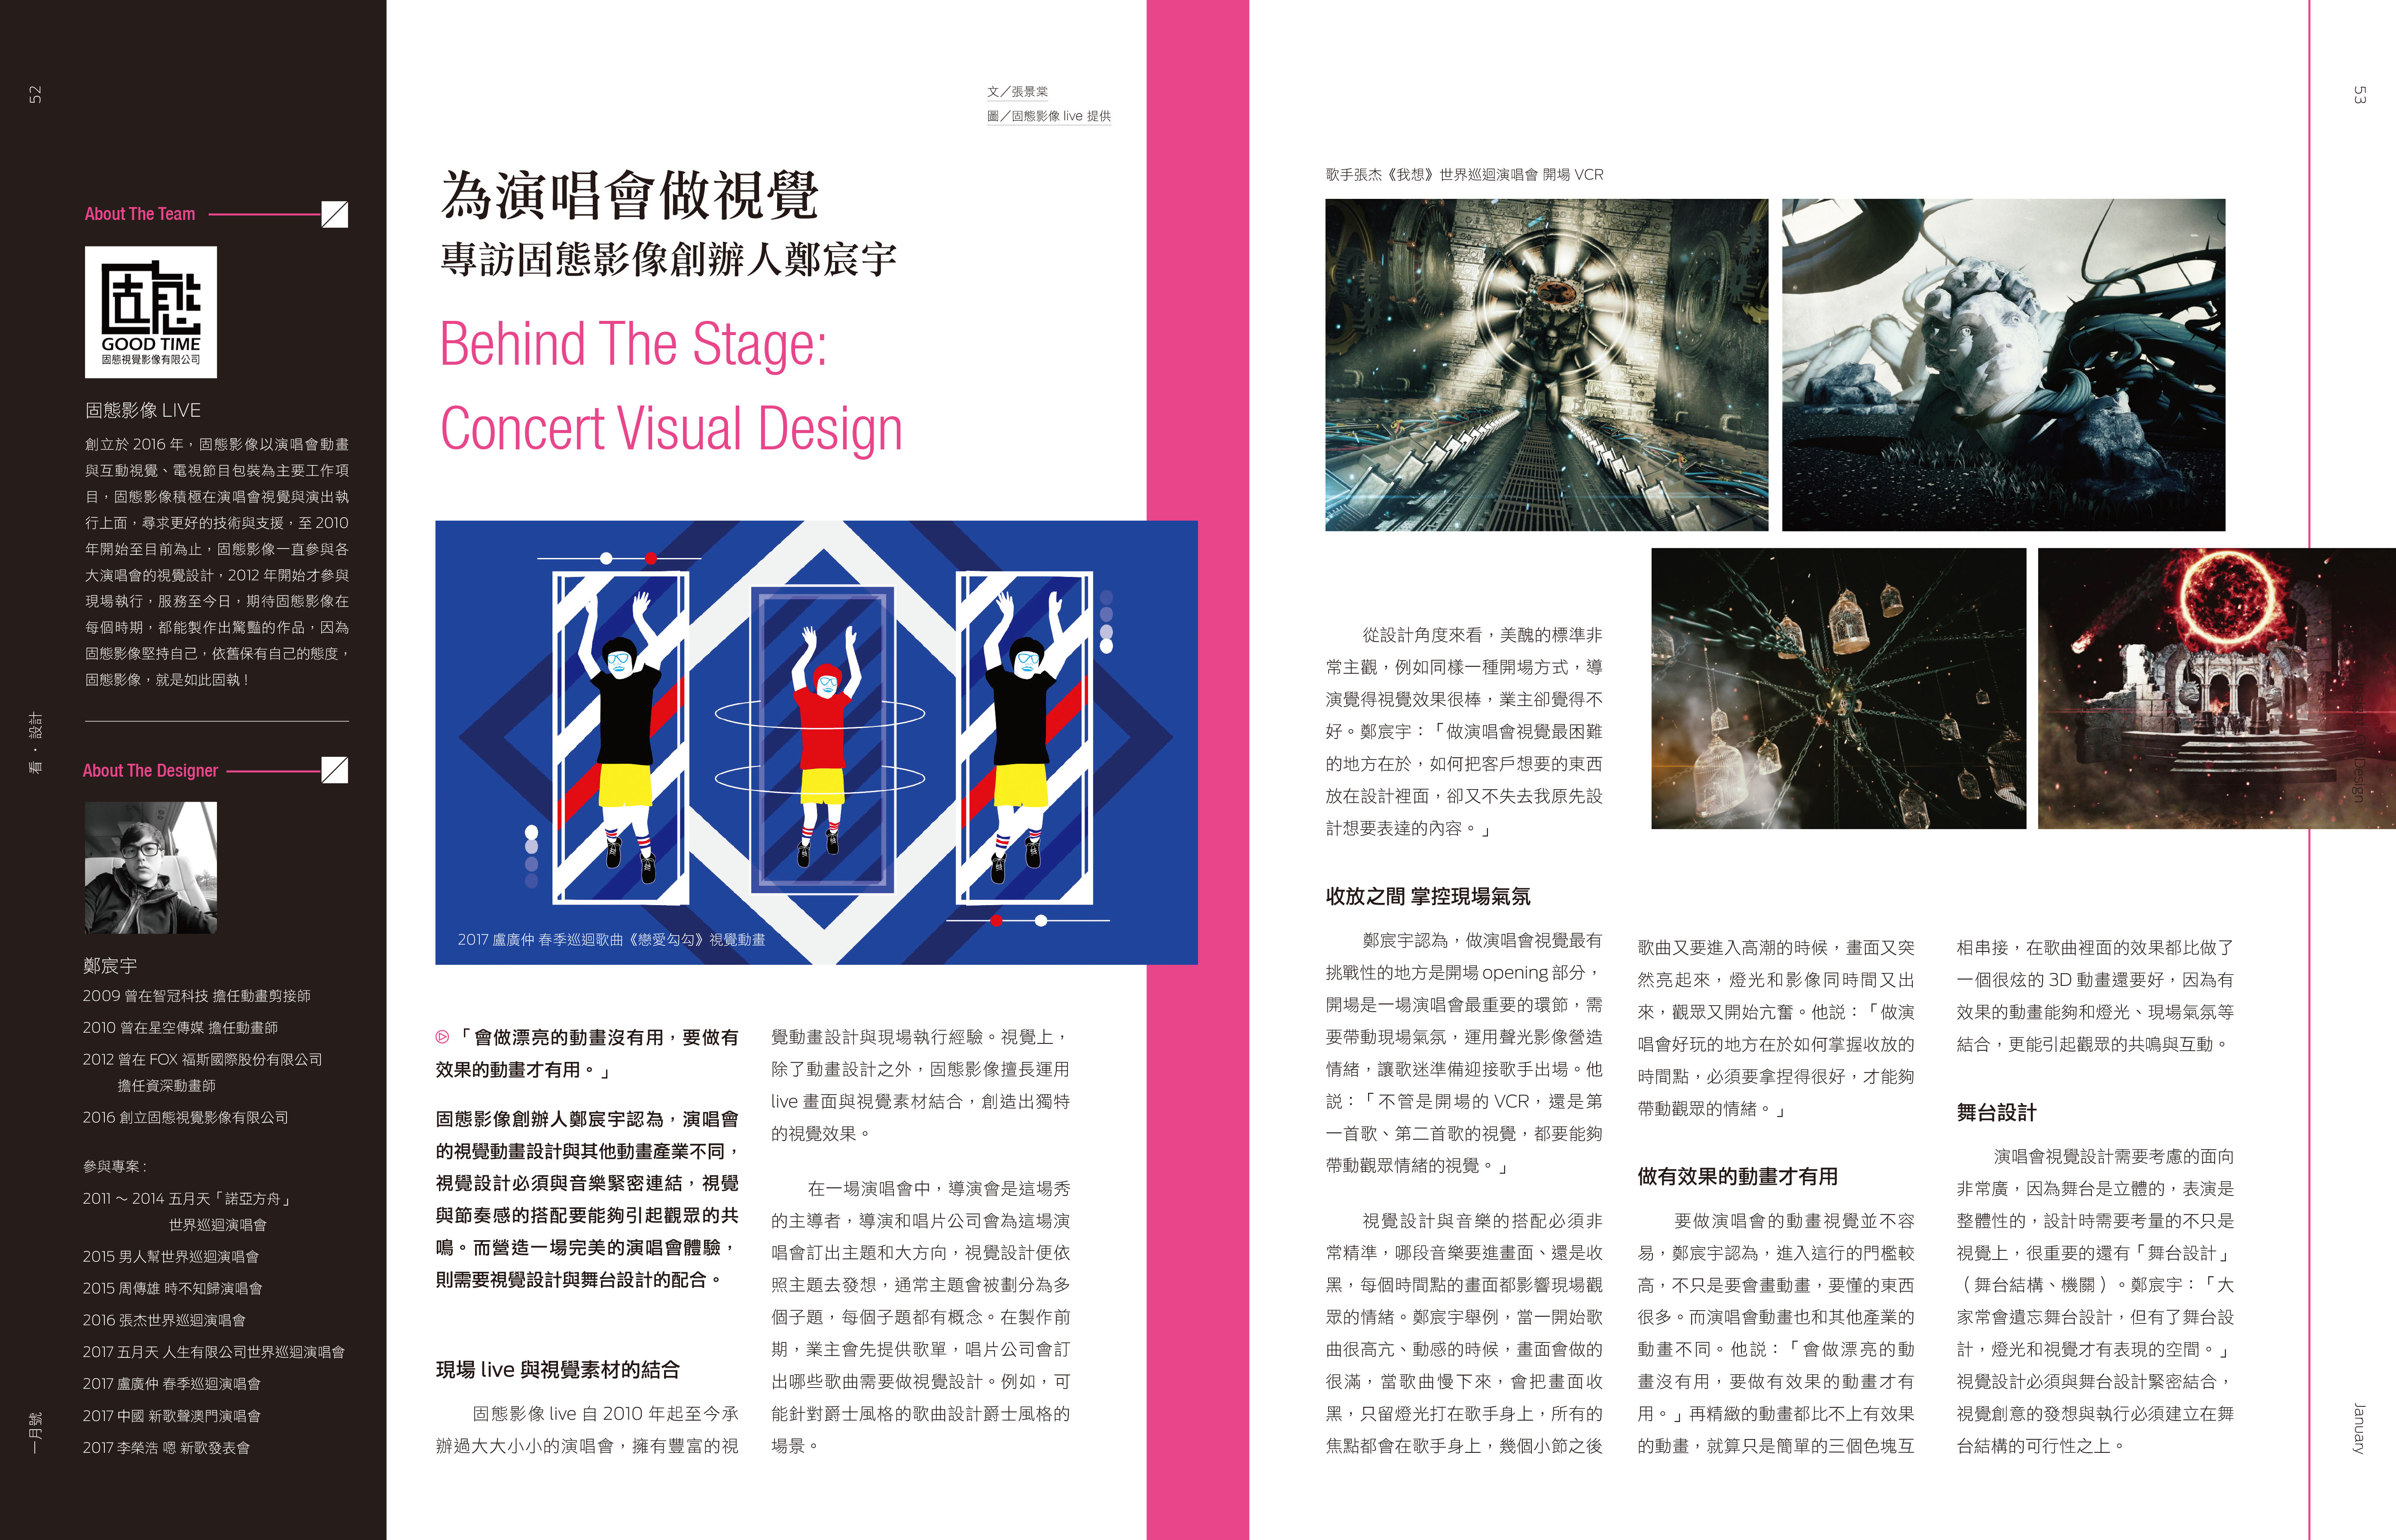 52
看・設計
一月號
About The Team
固態
GOOD TIME
固態視覺影像有限公司
固態影像 LIVE
創立於 2016 年，固態影像以演唱會動畫
與互動視覺、電視節目包裝為主要工作項
目，固態影像積極在演唱會視覺與演出執
行上面，尋求更好的技術與支援，至 2010
年開始至目前為止，固態影像一直參與各
大演唱會的視覺設計，2012 年開始才參與
現場執行，服務至今日，期待固態影像在
每個時期，都能製作出驚豔的作品，因為
固態影像堅持自己，依舊保有自己的態度，
固態影像，就是如此固執！
About The Designer
鄭宸宇
2009 曾在智冠科技 擔任動畫剪接師
2010 曾在星空傳媒 擔任動畫師
2012 曾在 FOX 福斯國際股份有限公司
擔任資深動畫師
2016 創立固態視覺影像有限公司
參與專案：
2011 ～ 2014 五月天「諾亞方舟」
世界巡迴演唱會
2015 男人幫世界巡迴演唱會
2015 周傳雄 時不知歸演唱會
2016 張杰世界巡迴演唱會
2017 五月天 人生有限公司世界巡迴演唱會
2017 盧廣仲 春季巡迴演唱會
2017 中國 新歌聲澳門演唱會
2017 李榮浩 嗯 新歌發表會
文／張景棠
圖／固態影像 live 提供
為演唱會做視覺
專訪固態影像創辦人鄭宸宇
Behind The Stage:
Concert Visual Design
2017 盧廣仲 春季巡迴歌曲《戀愛勾勾》視覺動畫
「會做漂亮的動畫沒有用，要做有
效果的動畫才有用。」
固態影像創辦人鄭宸宇認為，演唱會
的視覺動畫設計與其他動畫產業不同，
視覺設計必須與音樂緊密連結，視覺
與節奏感的搭配要能夠引起觀眾的共
鳴。而營造一場完美的演唱會體驗，
則需要視覺設計與舞台設計的配合。
現場 live 與視覺素材的結合
固態影像 live 自 2010 年起至今承
辦過大大小小的演唱會，擁有豐富的視
覺動畫設計與現場執行經驗。視覺上，
除了動畫設計之外，固態影像擅長運用
live 畫面與視覺素材結合，創造出獨特
的視覺效果。
在一場演唱會中，導演會是這場秀
的主導者，導演和唱片公司會為這場演
唱會訂出主題和大方向，視覺設計便依
照主題去發想，通常主題會被劃分為多
個子題，每個子題都有概念。在製作前
期，業主會先提供歌單，唱片公司會訂
出哪些歌曲需要做視覺設計。例如，可
能針對爵士風格的歌曲設計爵士風格的
場景。
歌手張杰《我想》世界巡迴演唱會 開場 VCR
從設計角度來看，美醜的標準非
常主觀，例如同樣一種開場方式，導
演覺得視覺效果很棒，業主卻覺得不
好。鄭宸宇：「做演唱會視覺最困難
的地方在於，如何把客戶想要的東西
放在設計裡面，卻又不失去我原先設
計想要表達的內容。」
收放之間 掌控現場氣氛
鄭宸宇認為，做演唱會視覺最有
挑戰性的地方是開場 opening 部分，
開場是一場演唱會最重要的環節，需
要帶動現場氣氛，運用聲光影像營造
情緒，讓歌迷準備迎接歌手出場。他
說：「不管是開場的 VCR，還是第
一首歌、第二首歌的視覺，都要能夠
帶動觀眾情緒的視覺。」
視覺設計與音樂的搭配必須非
常精準，哪段音樂要進畫面、還是收
黑，每個時間點的畫面都影響現場觀
眾的情緒。鄭宸宇舉例，當一開始歌
曲很高亢、動感的時候，畫面會做的
很滿，當歌曲慢下來，會把畫面收
黑，只留燈光打在歌手身上，所有的
焦點都會在歌手身上，幾個小節之後
歌曲又要進入高潮的時候，畫面又突
然亮起來，燈光和影像同時間又出
來，觀眾又開始亢奮。他說：「做演
唱會好玩的地方在於如何掌握收放的
時間點，必須要拿捏得很好，才能夠
帶動觀眾的情緒。」
做有效果的動畫才有用
要做演唱會的動畫視覺並不容
易，鄭宸宇認為，進入這行的門檻較
高，不只是要會畫動畫，要懂的東西
很多。而演唱會動畫也和其他產業的
動畫不同。他說：「會做漂亮的動
畫沒有用，要做有效果的動畫才有
用。」再精緻的動畫都比不上有效果
的動畫，就算只是簡單的三個色塊互
相串接，在歌曲裡面的效果都比做了
一個很炫的 3D 動畫還要好，因為有
效果的動畫能夠和燈光、現場氣氛等
結合，更能引起觀眾的共鳴與互動。
舞台設計
演唱會視覺設計需要考慮的面向
非常廣，因為舞台是立體的，表演是
整體性的，設計時需要考量的不只是
視覺上，很重要的還有「舞台設計」
（舞台結構、機關）。鄭宸宇：「大
家常會遺忘舞台設計，但有了舞台設
計，燈光和視覺才有表現的空間。」
視覺設計必須與舞台設計緊密結合，
視覺創意的發想與執行必須建立在舞
台結構的可行性之上。
53
Design
January